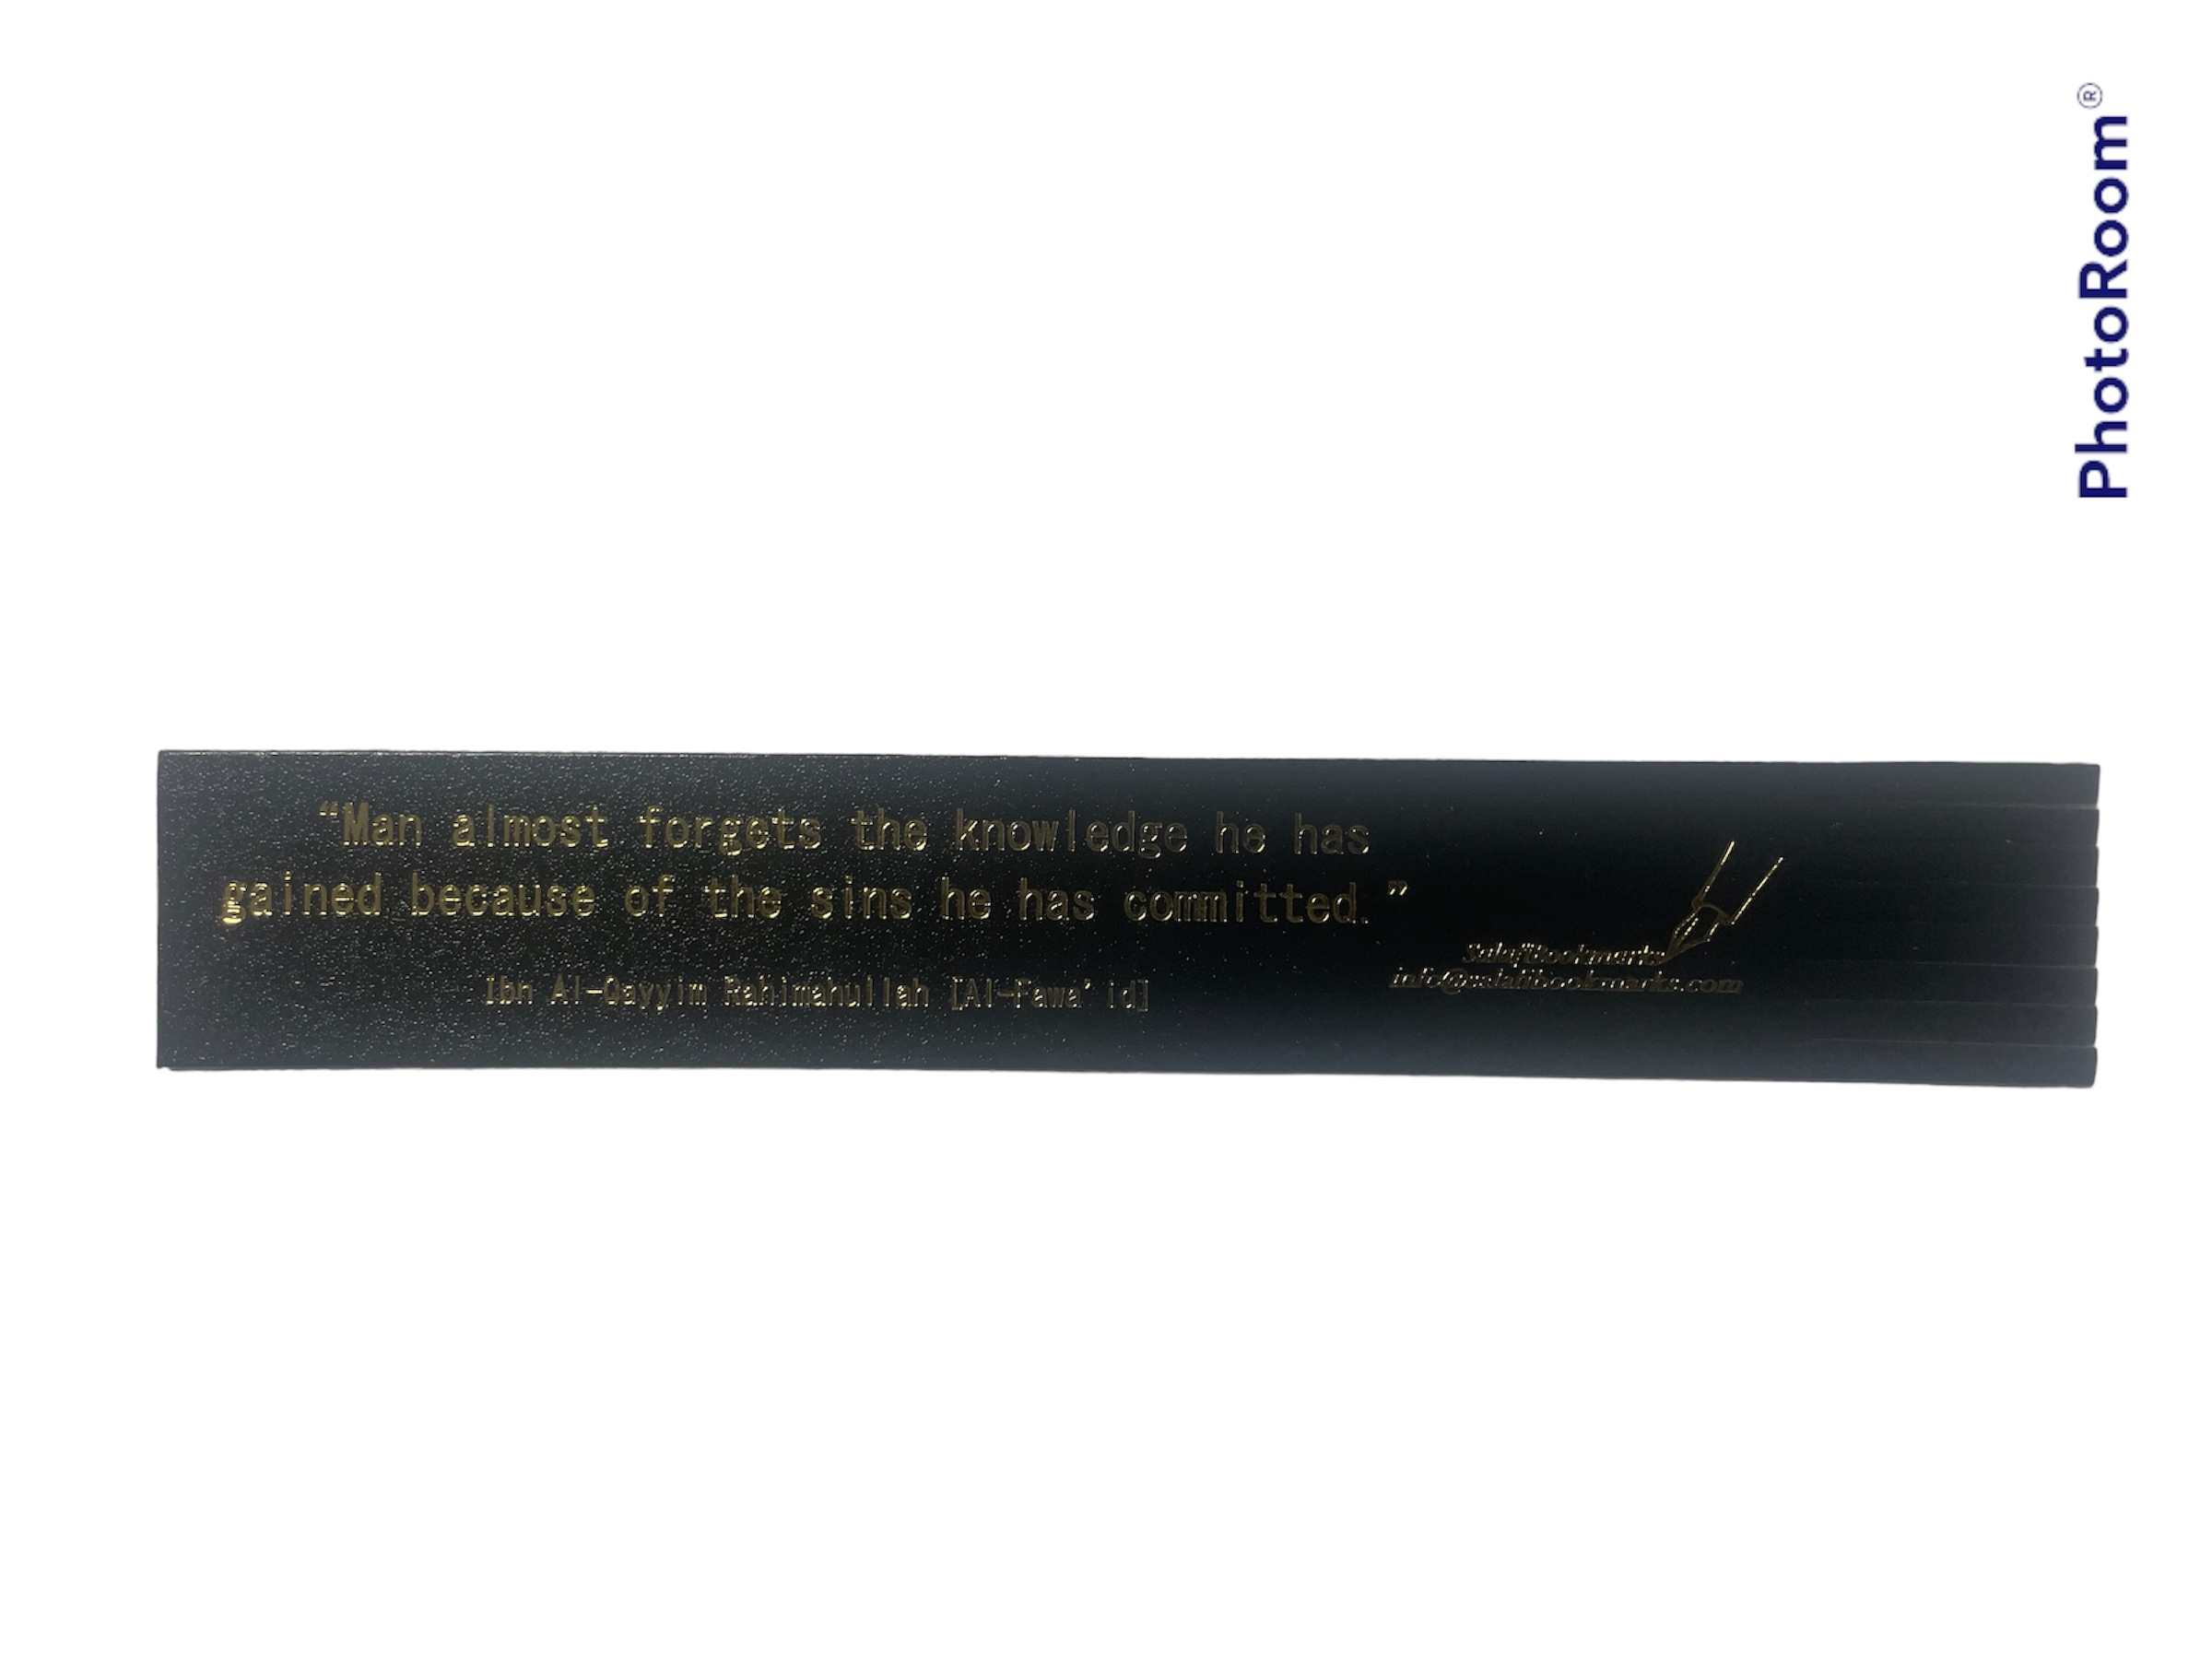 “Man almost forgets the knowledge he has
gained because of the sins he has committed.”
Ibn Al-Qayyim Rahimahullah [Al-Fawa'id]
SalafiBookmarks
info@salafibookmarks.com
PhotoRoom®